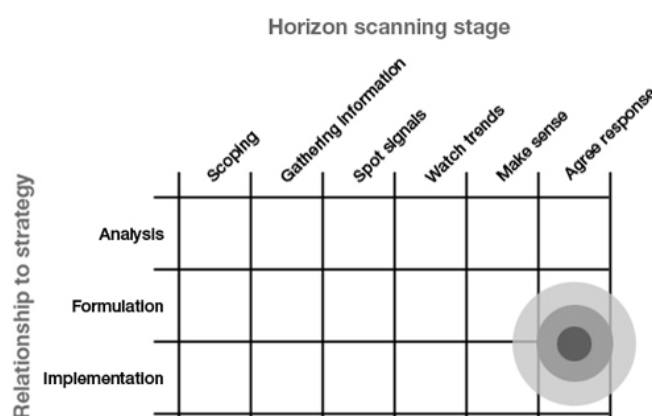 Horizon scanning stage
Scoping
Gathering information
Spot signals
Watch trends
Make sense
Agree response
Relationship to strategy
Analysis
Formulation
Implementation